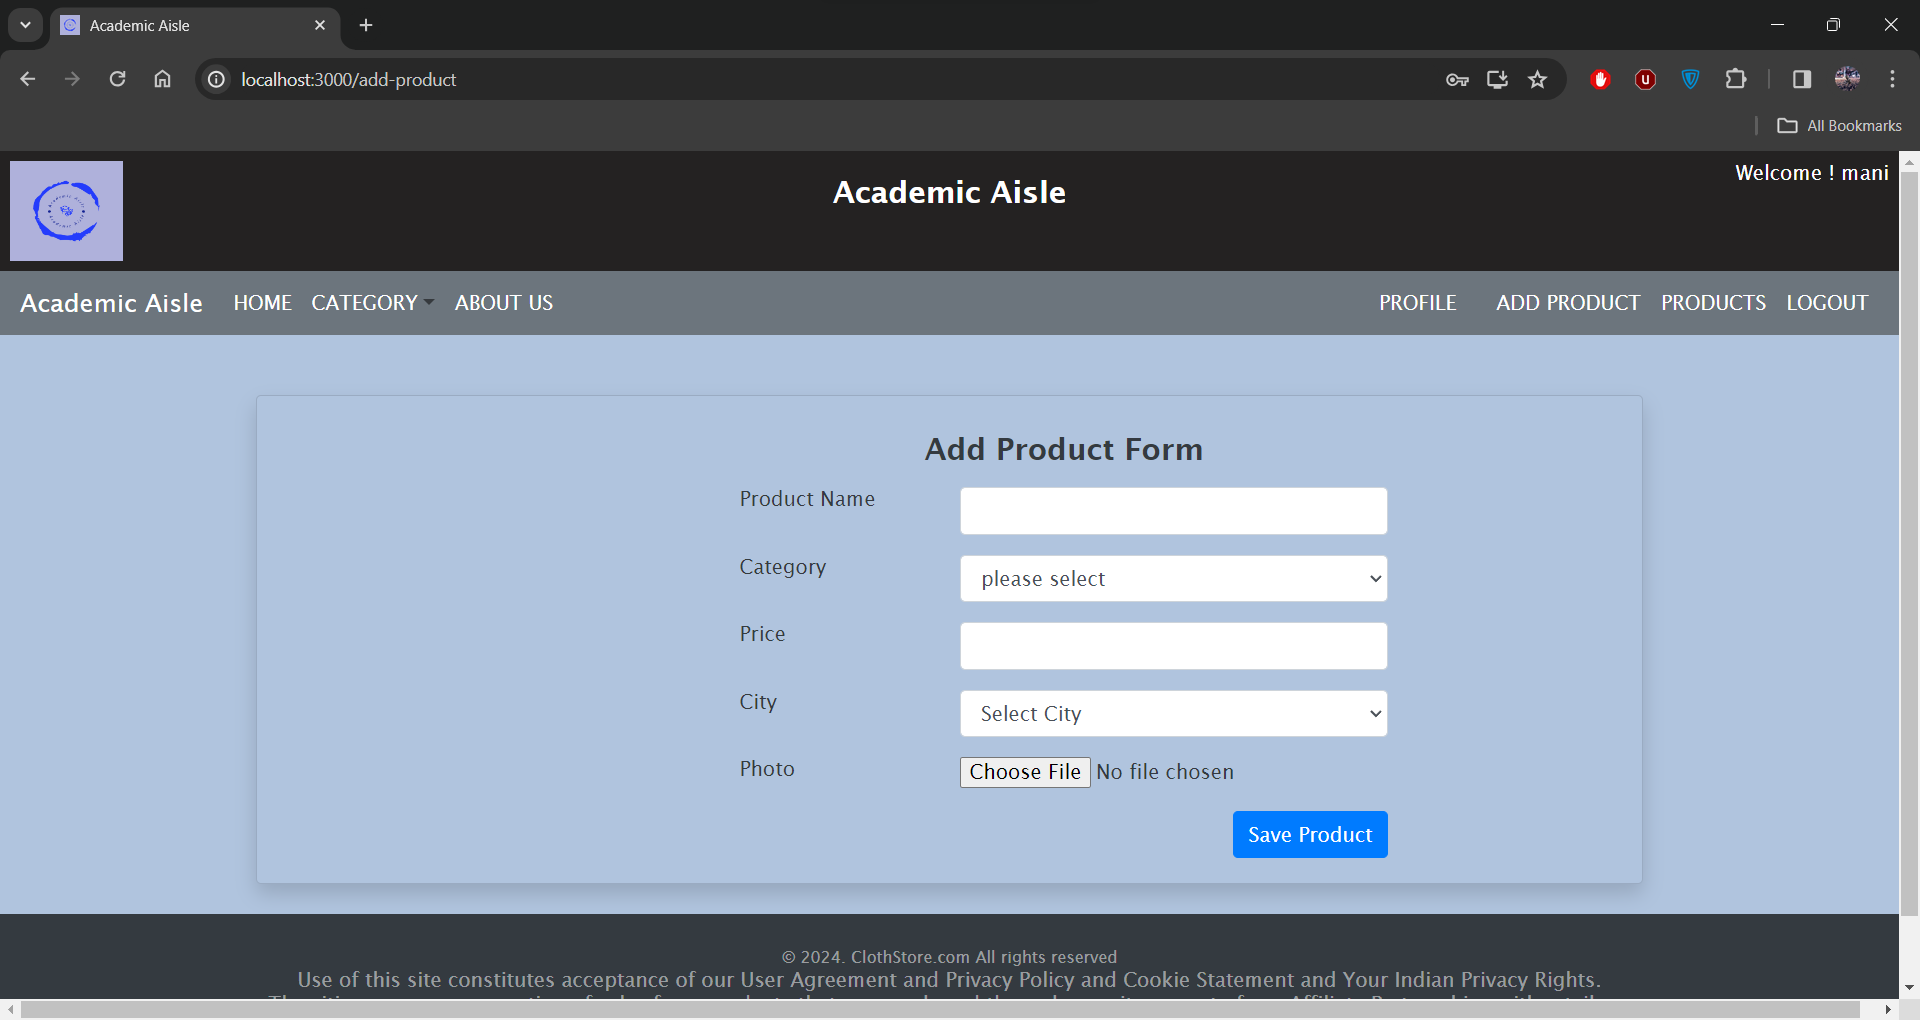 Academic Aisle
localhost:3000/add-product
All Bookmarks
Academic Aisle
Welcome ! mani
Academic Aisle HOME CATEGORY ABOUT US PROFILE ADD PRODUCT PRODUCTS LOGOUT
Add Product Form
Product Name
Category please select
Price
City Select City
Photo Choose File No file chosen
Save Product
© 2024. ClothStore.com All rights reserved
Use of this site constitutes acceptance of our User Agreement and Privacy Policy and Cookie Statement and Your Indian Privacy Rights.